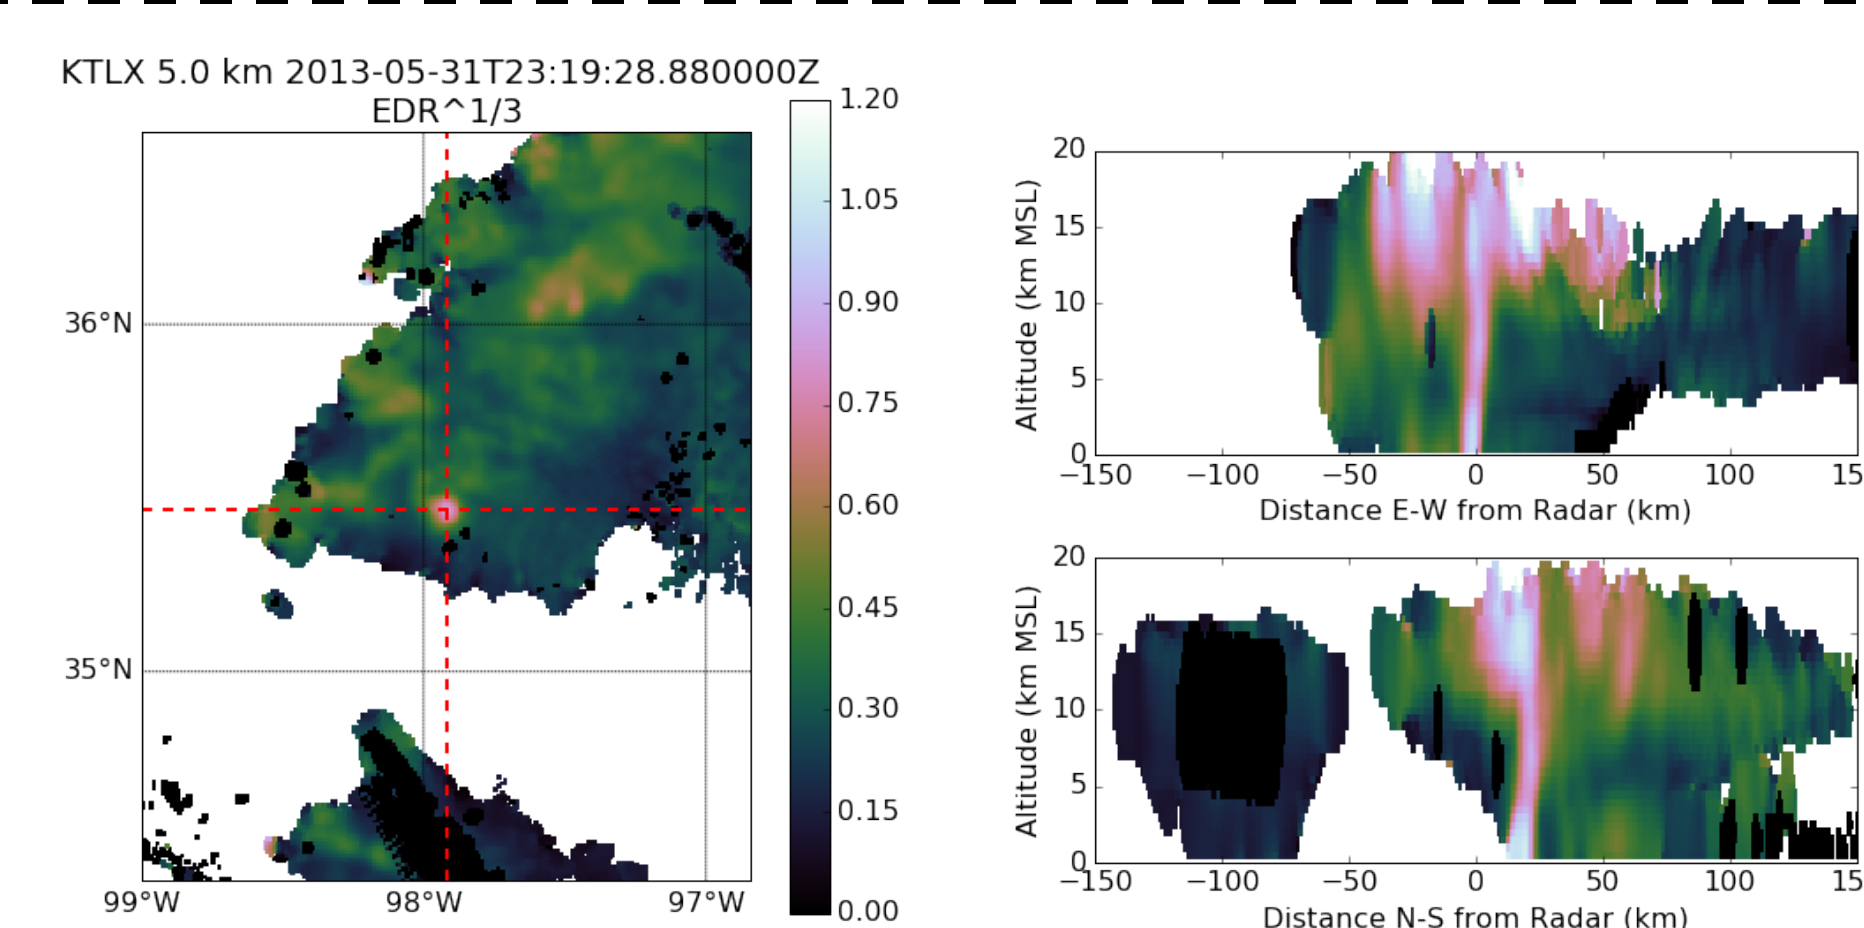 KTLX 5.0 km 2013-05-31T23:19:28.880000Z
EDR^1/3
1.20
1.05
0.90
0.75
0.60
0.45
0.30
0.15
0.00
36°N
35°N
99°W 98°W 97°W
20
15
10
5
0
Altitude (km MSL)
−150 −100 −50 0 50 100 15
Distance E-W from Radar (km)
20
15
10
5
0
Altitude (km MSL)
−150 −100 −50 0 50 100 15
Distance N-S from Radar (km)